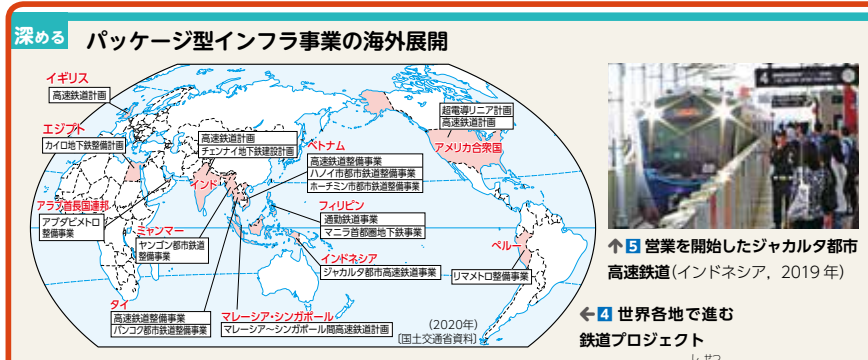 深める パッケージ型インフラ事業の海外展開
イギリス
高速鉄道計画
エジプト
カイロ地下鉄整備計画
高速鉄道計画
チェンナイ地下鉄建設計画
インド
ベトナム
高速鉄道整備事業
ハノイ市都市鉄道整備事業
ホーチミン市都市鉄道整備事業
超電導リニア計画
高速鉄道計画
アメリカ合衆国
アラブ首長国連邦
アブダビメトロ
整備事業
ミャンマー
ヤンゴン都市鉄道
整備事業
フィリピン
通勤鉄道事業
マニラ首都圏地下鉄事業
インドネシア
ジャカルタ都市高速鉄道事業
ペルー
リマメトロ整備事業
タイ
高速鉄道整備事業
バンコク都市鉄道整備事業
マレーシア・シンガポール
マレーシア～シンガポール間高速鉄道計画
(2020年)
〔国土交通省資料〕
4
↑5 営業を開始したジャカルタ都市
高速鉄道(インドネシア，2019年)
←4 世界各地で進む
鉄道プロジェクト